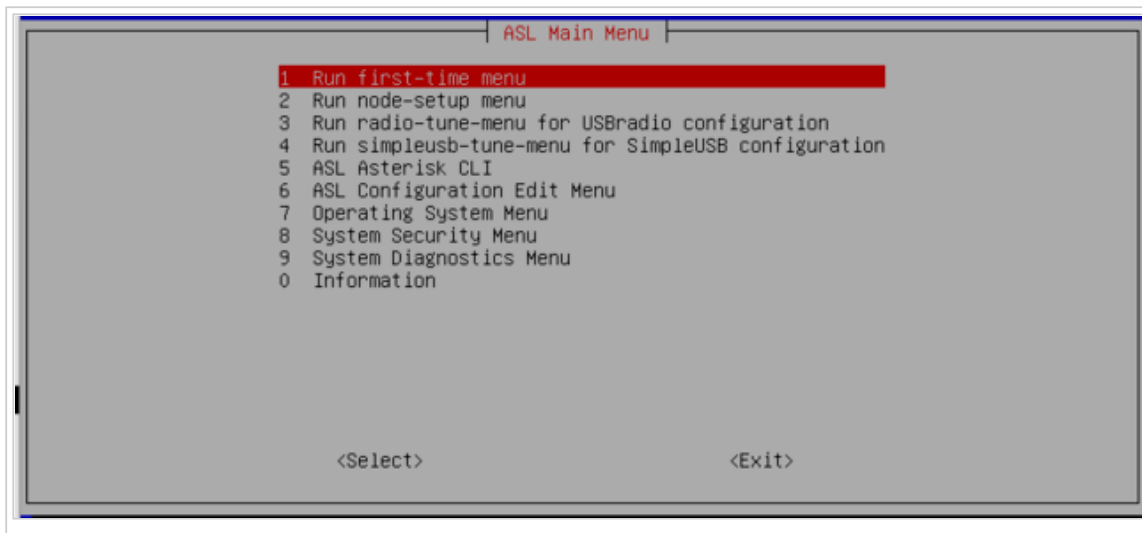 ASL Main Menu
1 Run first-time menu
2 Run node-setup menu
3 Run radio-tune-menu for USBradio configuration
4 Run simpleusb-tune-menu for SimpleUSB configuration
5 ASL Asterisk CLI
6 ASL Configuration Edit Menu
7 Operating System Menu
8 System Security Menu
9 System Diagnostics Menu
0 Information
<Select> <Exit>